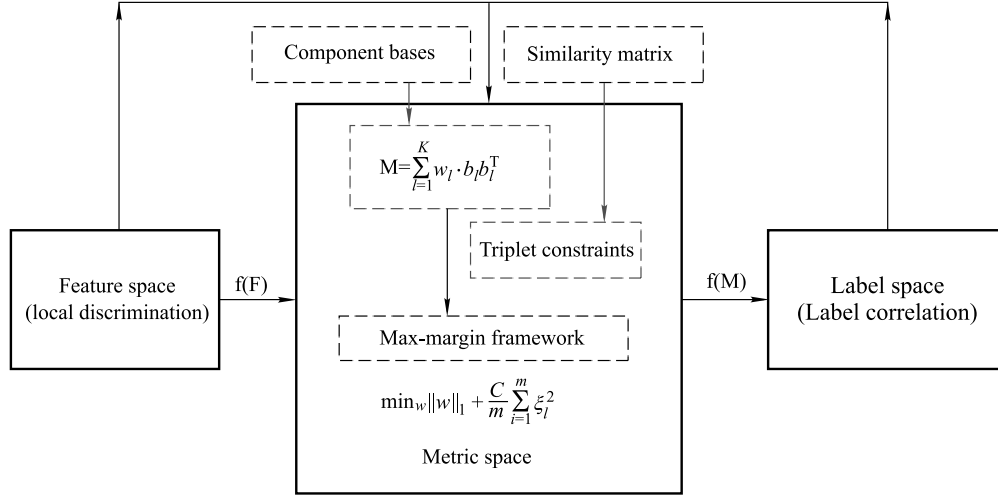 Component bases
Similarity matrix
M=∑_{l=1}^{K} w_l · b_l b_l^T
Triplet constraints
Feature space
(local discrimination)
f(F)
f(M)
Label space
(Label correlation)
Max-margin framework
min_w ||w||_1 + C/m ∑_{i=1}^{m} ξ_l^2
Metric space